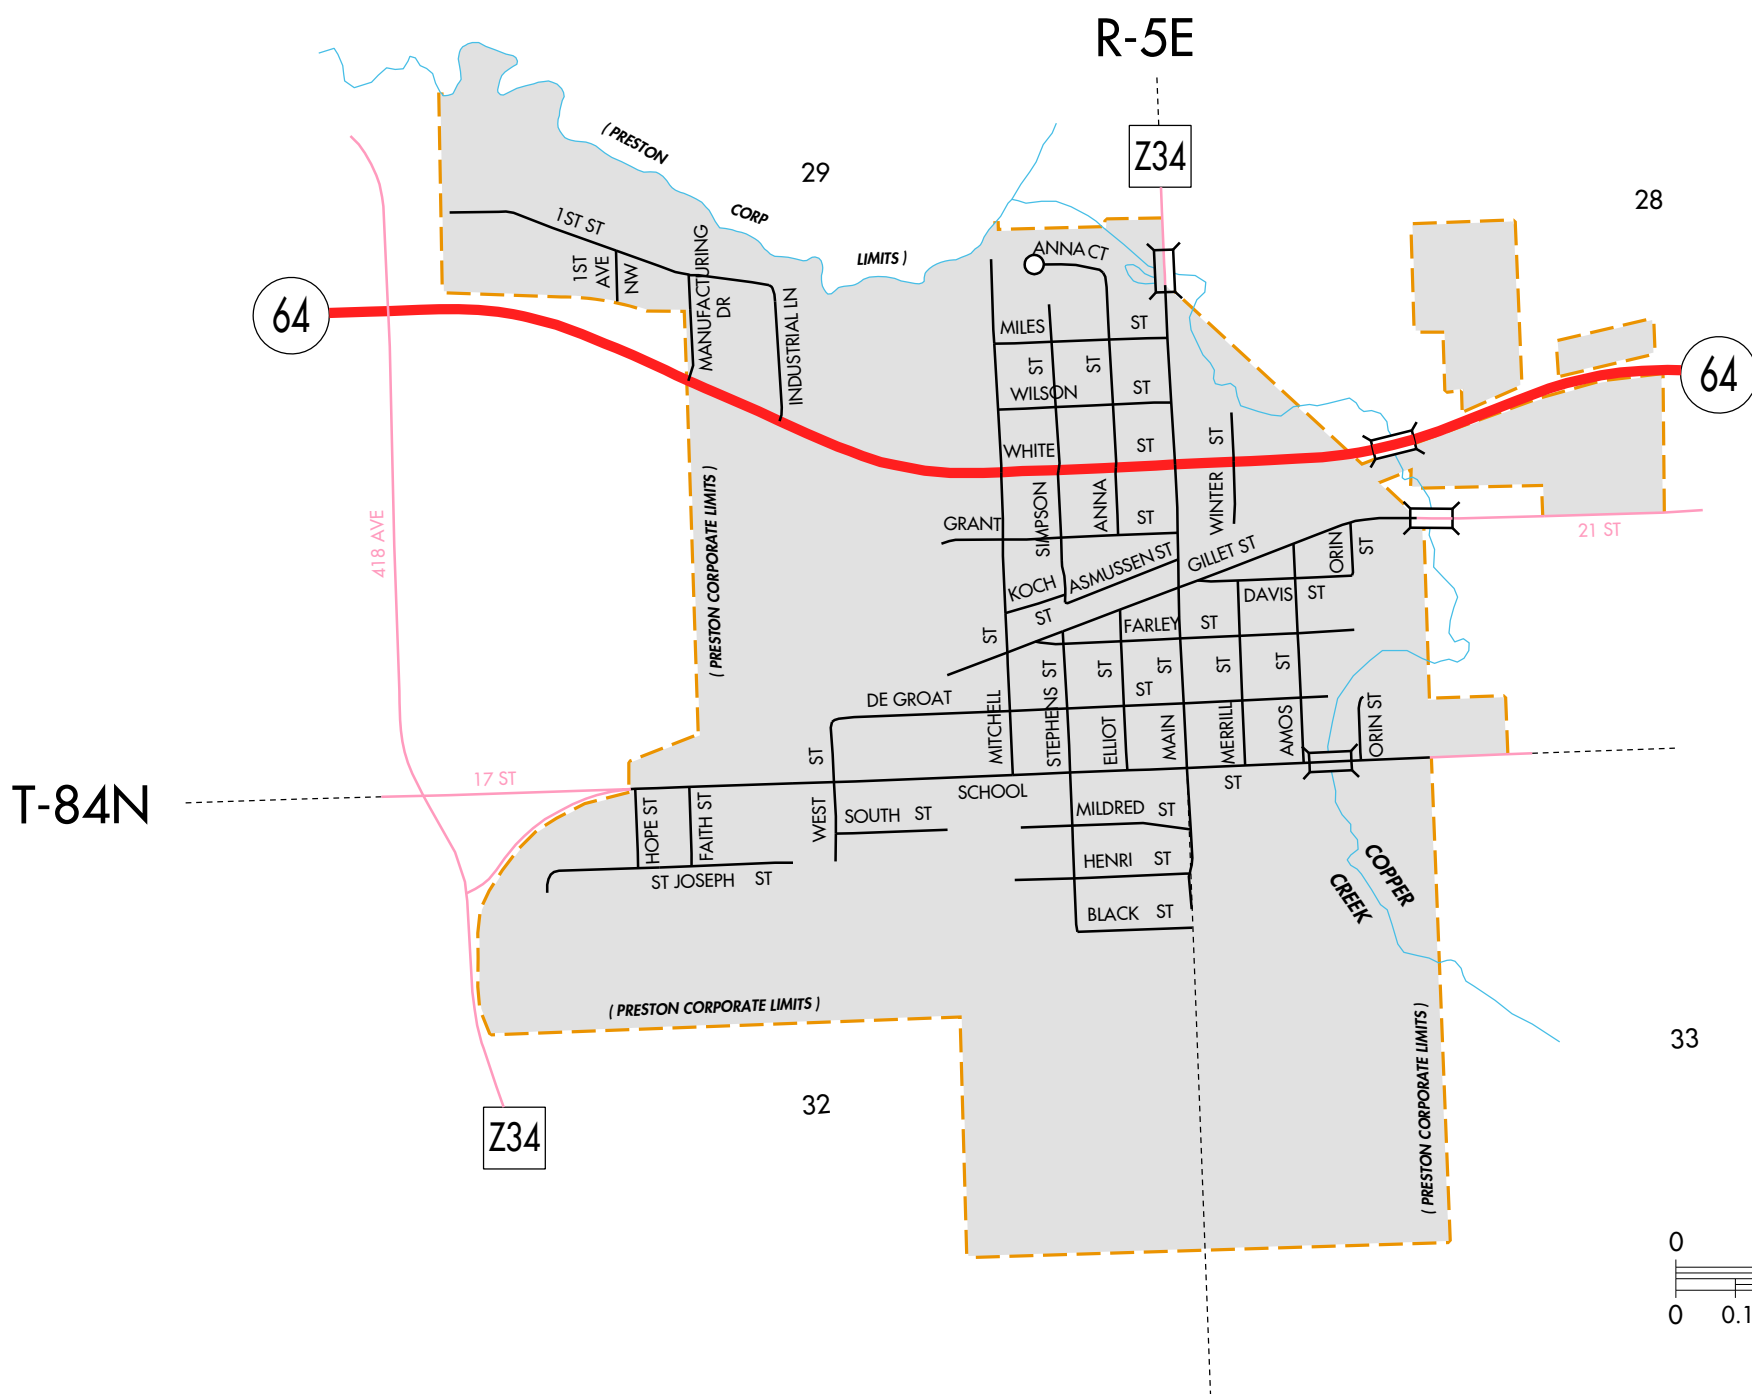 R-5E
Z34
29
28
( PRESTON
CORP
LIMITS )
1ST ST
1ST
AVE
NW
MANUFACTURING
DR
INDUSTRIAL LN
ANNA CT
64
64
MILES ST
ST
ST
WILSON ST
WHITE ST
SIMPSON
ANNA
WINTER ST
GRANT ST
418 AVE
( PRESTON CORPORATE LIMITS )
21 ST
KOCH
ST
ASMUSSEN ST
GILLET ST
ORIN
ST
DAVIS ST
FARLEY ST
ST
MITCHELL
STEPHENS ST
ST
ELLIOT
ST
MAIN
ST
MERRILL
ST
AMOS
ORIN ST
DE GROAT ST
T-84N
17 ST
ST
WEST
SCHOOL ST
HOPE ST
FAITH ST
SOUTH ST
MILDRED ST
HENRI ST
ST JOSEPH ST
BLACK ST
COPPER
CREEK
( PRESTON CORPORATE LIMITS )
( PRESTON CORPORATE LIMITS )
33
32
Z34
0
0 0.1